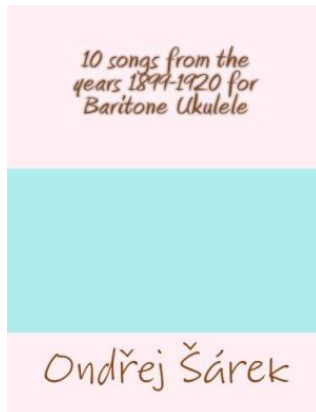 10 songs from the
years 1899-1920 for
Baritone Ukulele
Ondřej Šárek